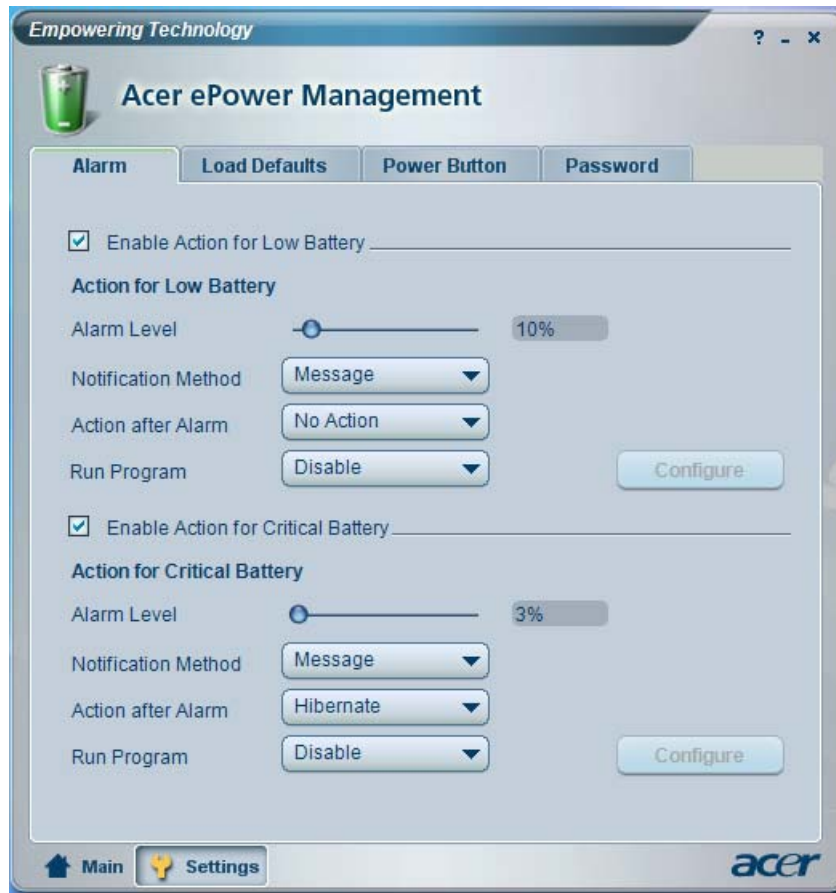 Empowering Technology
? - ×
Acer ePower Management
Alarm Load Defaults Power Button Password
Enable Action for Low Battery
Action for Low Battery
Alarm Level 10%
Notification Method Message
Action after Alarm No Action
Run Program Disable Configure
Enable Action for Critical Battery
Action for Critical Battery
Alarm Level 3%
Notification Method Message
Action after Alarm Hibernate
Run Program Disable Configure
Main Settings acer